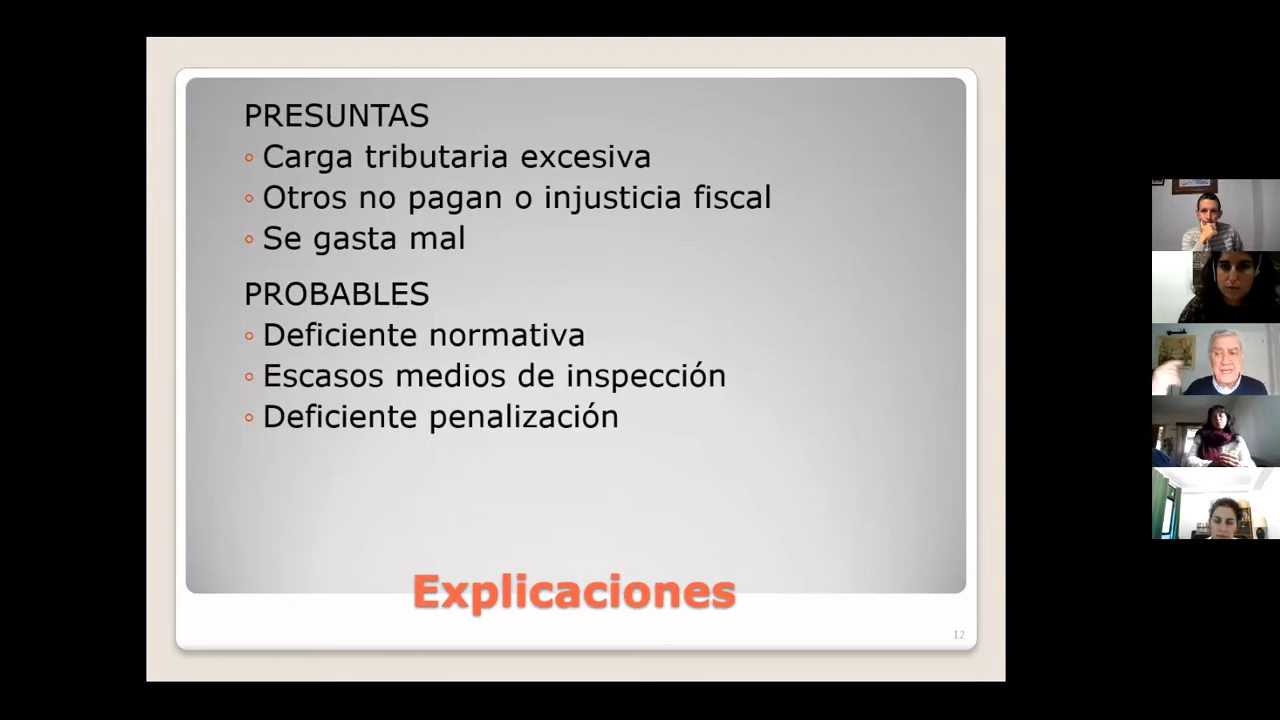 PRESUNTAS
◦ Carga tributaria excesiva
◦ Otros no pagan o injusticia fiscal
◦ Se gasta mal
PROBABLES
◦ Deficiente normativa
◦ Escasos medios de inspección
◦ Deficiente penalización
Explicaciones
12